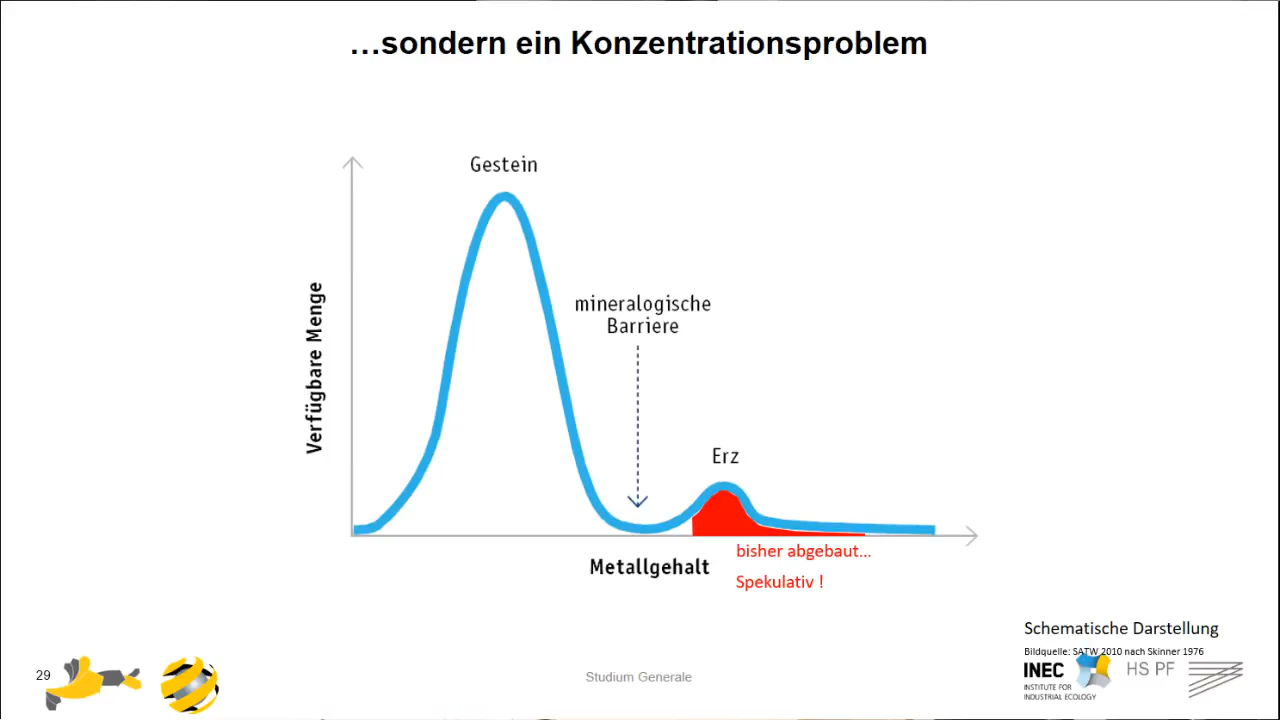 …sondern ein Konzentrationsproblem
Gestein
mineralogische
Barriere
Verfügbare Menge
Erz
bisher abgebaut...
Metallgehalt
Spekulativ !
Schematische Darstellung
Bildquelle: SATW 2010 nach Skinner 1976
29
Studium Generale
INEC
INSTITUTE FOR
INDUSTRIAL ECOLOGY
HS PF